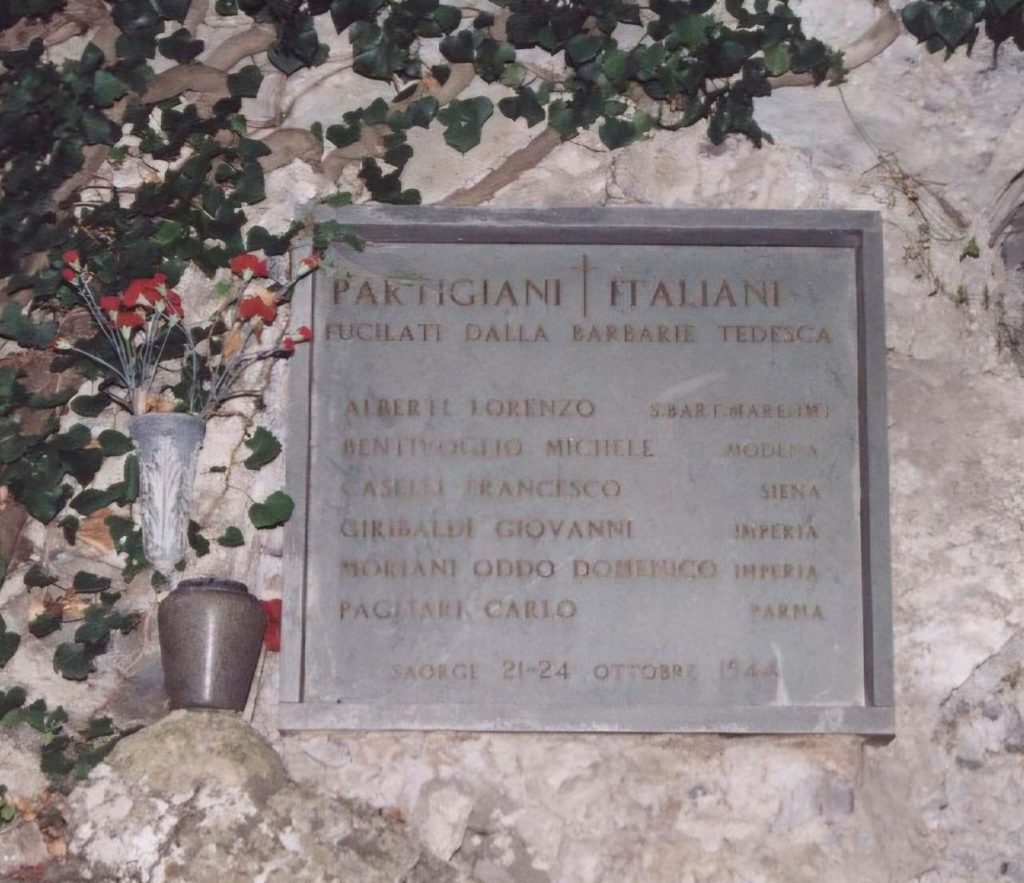 PARTIGIANI ITALIANI
FUCILATI DALLA BARBARIE TEDESCA
ALBERTI LORENZO S.BART.MARE(IM)
BENTIVOGLIO MICHELE MODENA
CASELLI FRANCESCO SIENA
GIRIBALDI GIOVANNI IMPERIA
MORIANI ODDO DOMENICO IMPERIA
PAGLIARI CARLO PARMA
SAORGE 21-24 OTTOBRE 1944